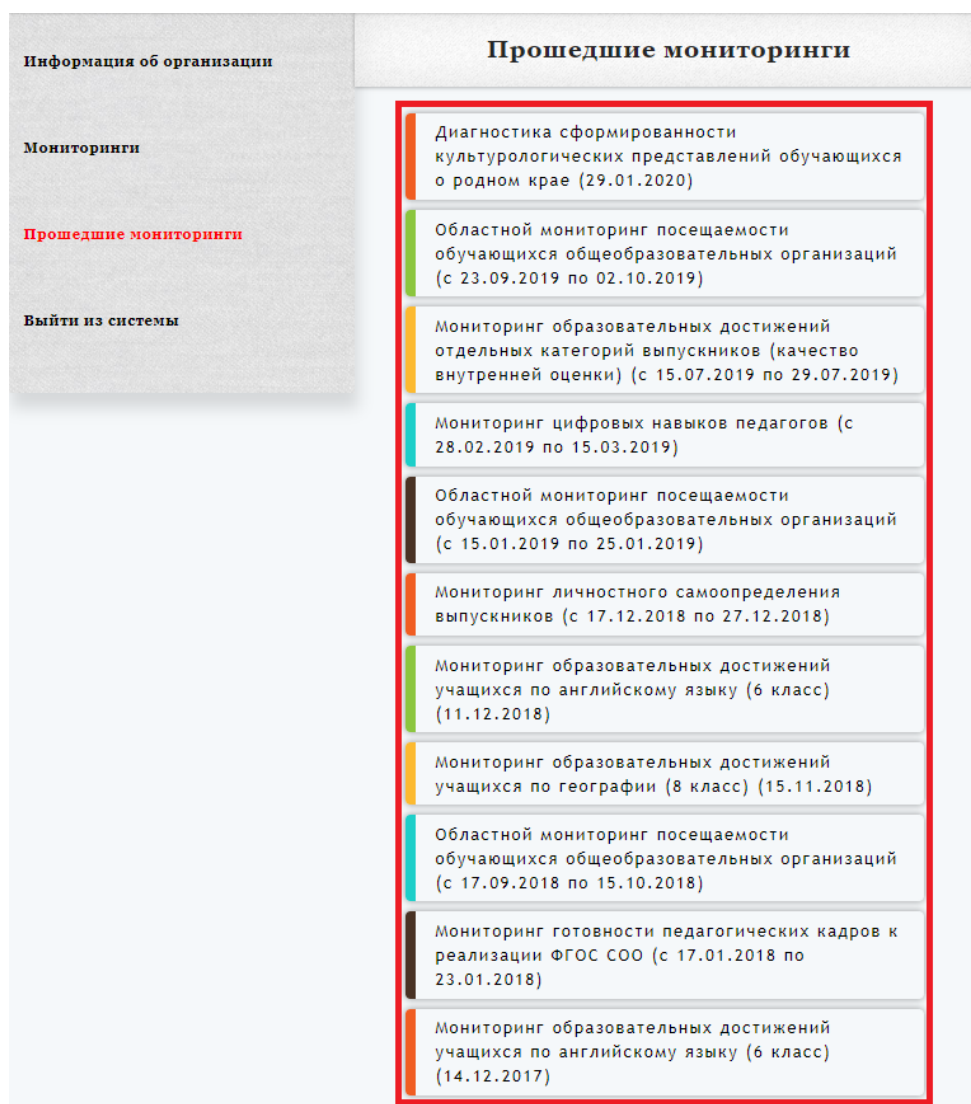 Информация об организации
Мониторинги
Прошедшие мониторинги
Выйти из системы
Прошедшие мониторинги
Диагностика сформированности
культурологических представлений обучающихся
о родном крае (29.01.2020)
Областной мониторинг посещаемости
обучающихся общеобразовательных организаций
(с 23.09.2019 по 02.10.2019)
Мониторинг образовательных достижений
отдельных категорий выпускников (качество
внутренней оценки) (с 15.07.2019 по 29.07.2019)
Мониторинг цифровых навыков педагогов (с
28.02.2019 по 15.03.2019)
Областной мониторинг посещаемости
обучающихся общеобразовательных организаций
(с 15.01.2019 по 25.01.2019)
Мониторинг личностного самоопределения
выпускников (с 17.12.2018 по 27.12.2018)
Мониторинг образовательных достижений
учащихся по английскому языку (6 класс)
(11.12.2018)
Мониторинг образовательных достижений
учащихся по географии (8 класс) (15.11.2018)
Областной мониторинг посещаемости
обучающихся общеобразовательных организаций
(с 17.09.2018 по 15.10.2018)
Мониторинг готовности педагогических кадров к
реализации ФГОС СОО (с 17.01.2018 по
23.01.2018)
Мониторинг образовательных достижений
учащихся по английскому языку (6 класс)
(14.12.2017)